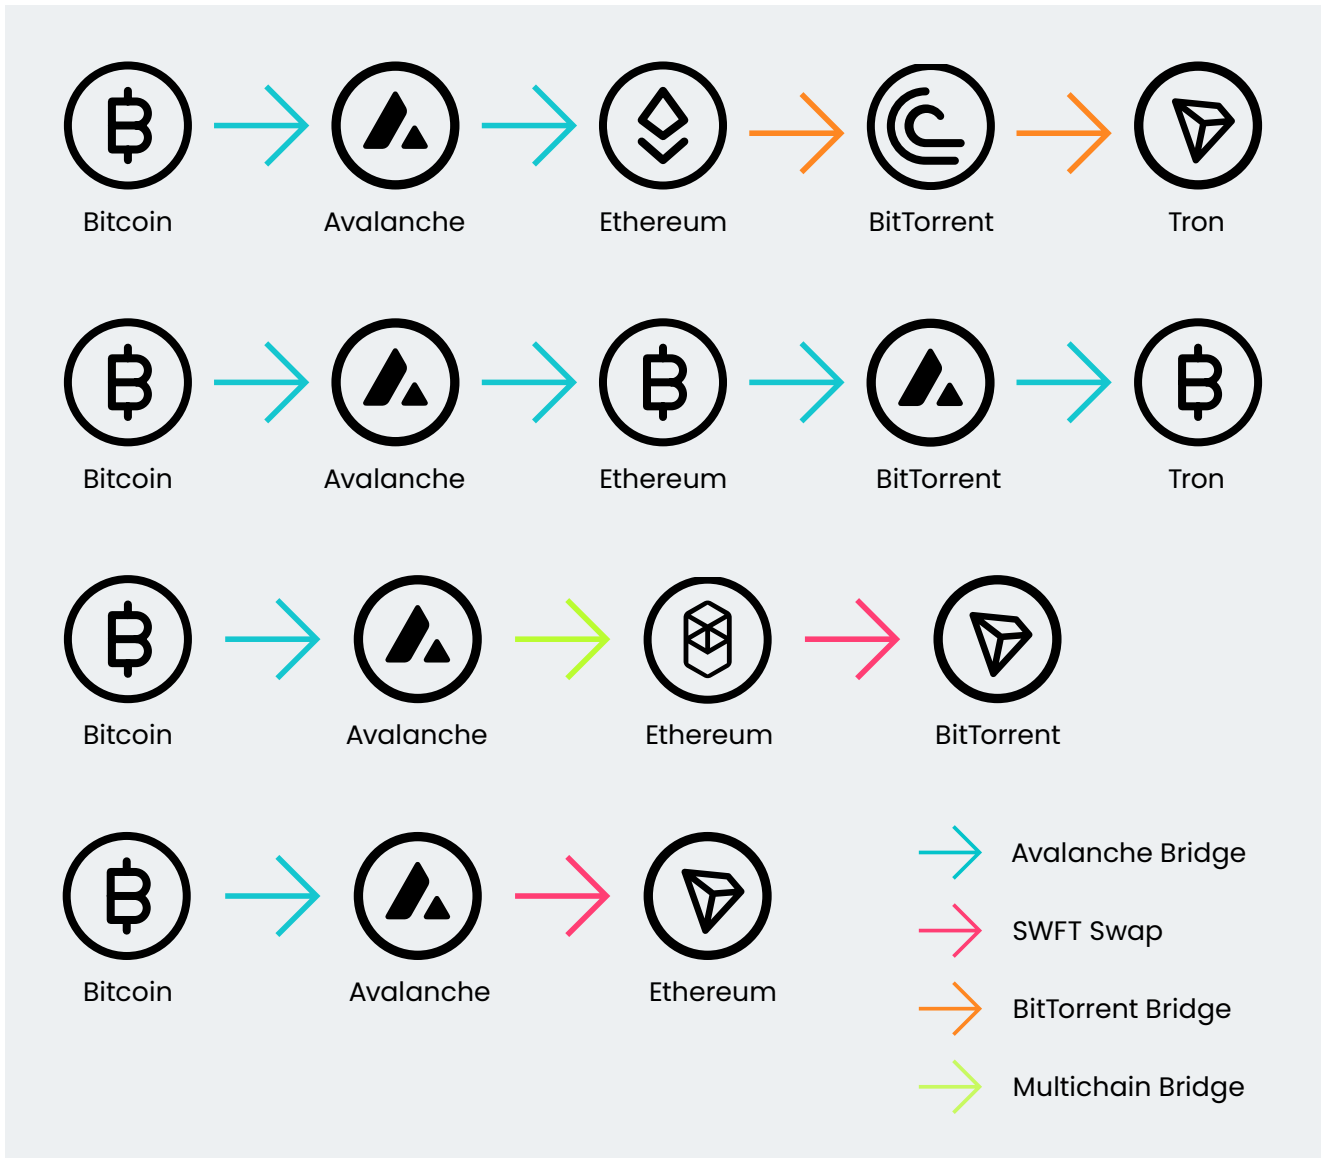 Bitcoin
Avalanche
Ethereum
BitTorrent
Tron
Bitcoin
Avalanche
Ethereum
BitTorrent
Tron
Bitcoin
Avalanche
Ethereum
BitTorrent
Bitcoin
Avalanche
Ethereum
Avalanche Bridge
SWFT Swap
BitTorrent Bridge
Multichain Bridge